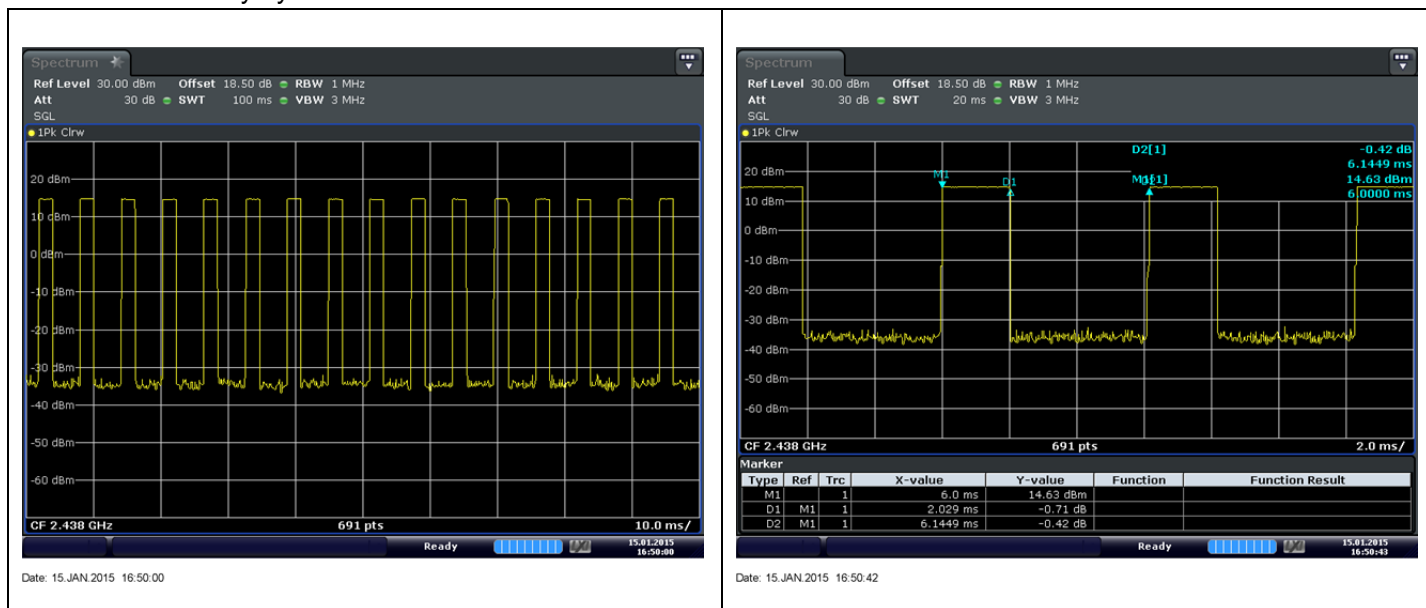 Spectrum
Ref Level 30.00 dBm Offset 18.50 dB RBW 1 MHz
Att 30 dB SWT 100 ms VBW 3 MHz
SGL
1Pk Clrw
20 dBm
10 dBm
0 dBm
-10 dBm
-20 dBm
-30 dBm
-40 dBm
-50 dBm
-60 dBm
CF 2.438 GHz 691 pts 10.0 ms/
Ready 15.01.2015
16:50:00
Date: 15.JAN.2015 16:50:00
Spectrum
Ref Level 30.00 dBm Offset 18.50 dB RBW 1 MHz
Att 30 dB SWT 20 ms VBW 3 MHz
SGL
1Pk Clrw
D2[1] -0.42 dB
6.1449 ms
M1[1] 14.63 dBm
6.0000 ms
M1
D1
20 dBm
10 dBm
0 dBm
-10 dBm
-20 dBm
-30 dBm
-40 dBm
-50 dBm
-60 dBm
CF 2.438 GHz 691 pts 2.0 ms/
Marker
Type Ref Trc X-value Y-value Function Function Result
M1 1 6.0 ms 14.63 dBm
D1 M1 1 2.029 ms -0.71 dB
D2 M1 1 6.1449 ms -0.42 dB
Ready 15.01.2015
16:50:43
Date: 15.JAN.2015 16:50:42